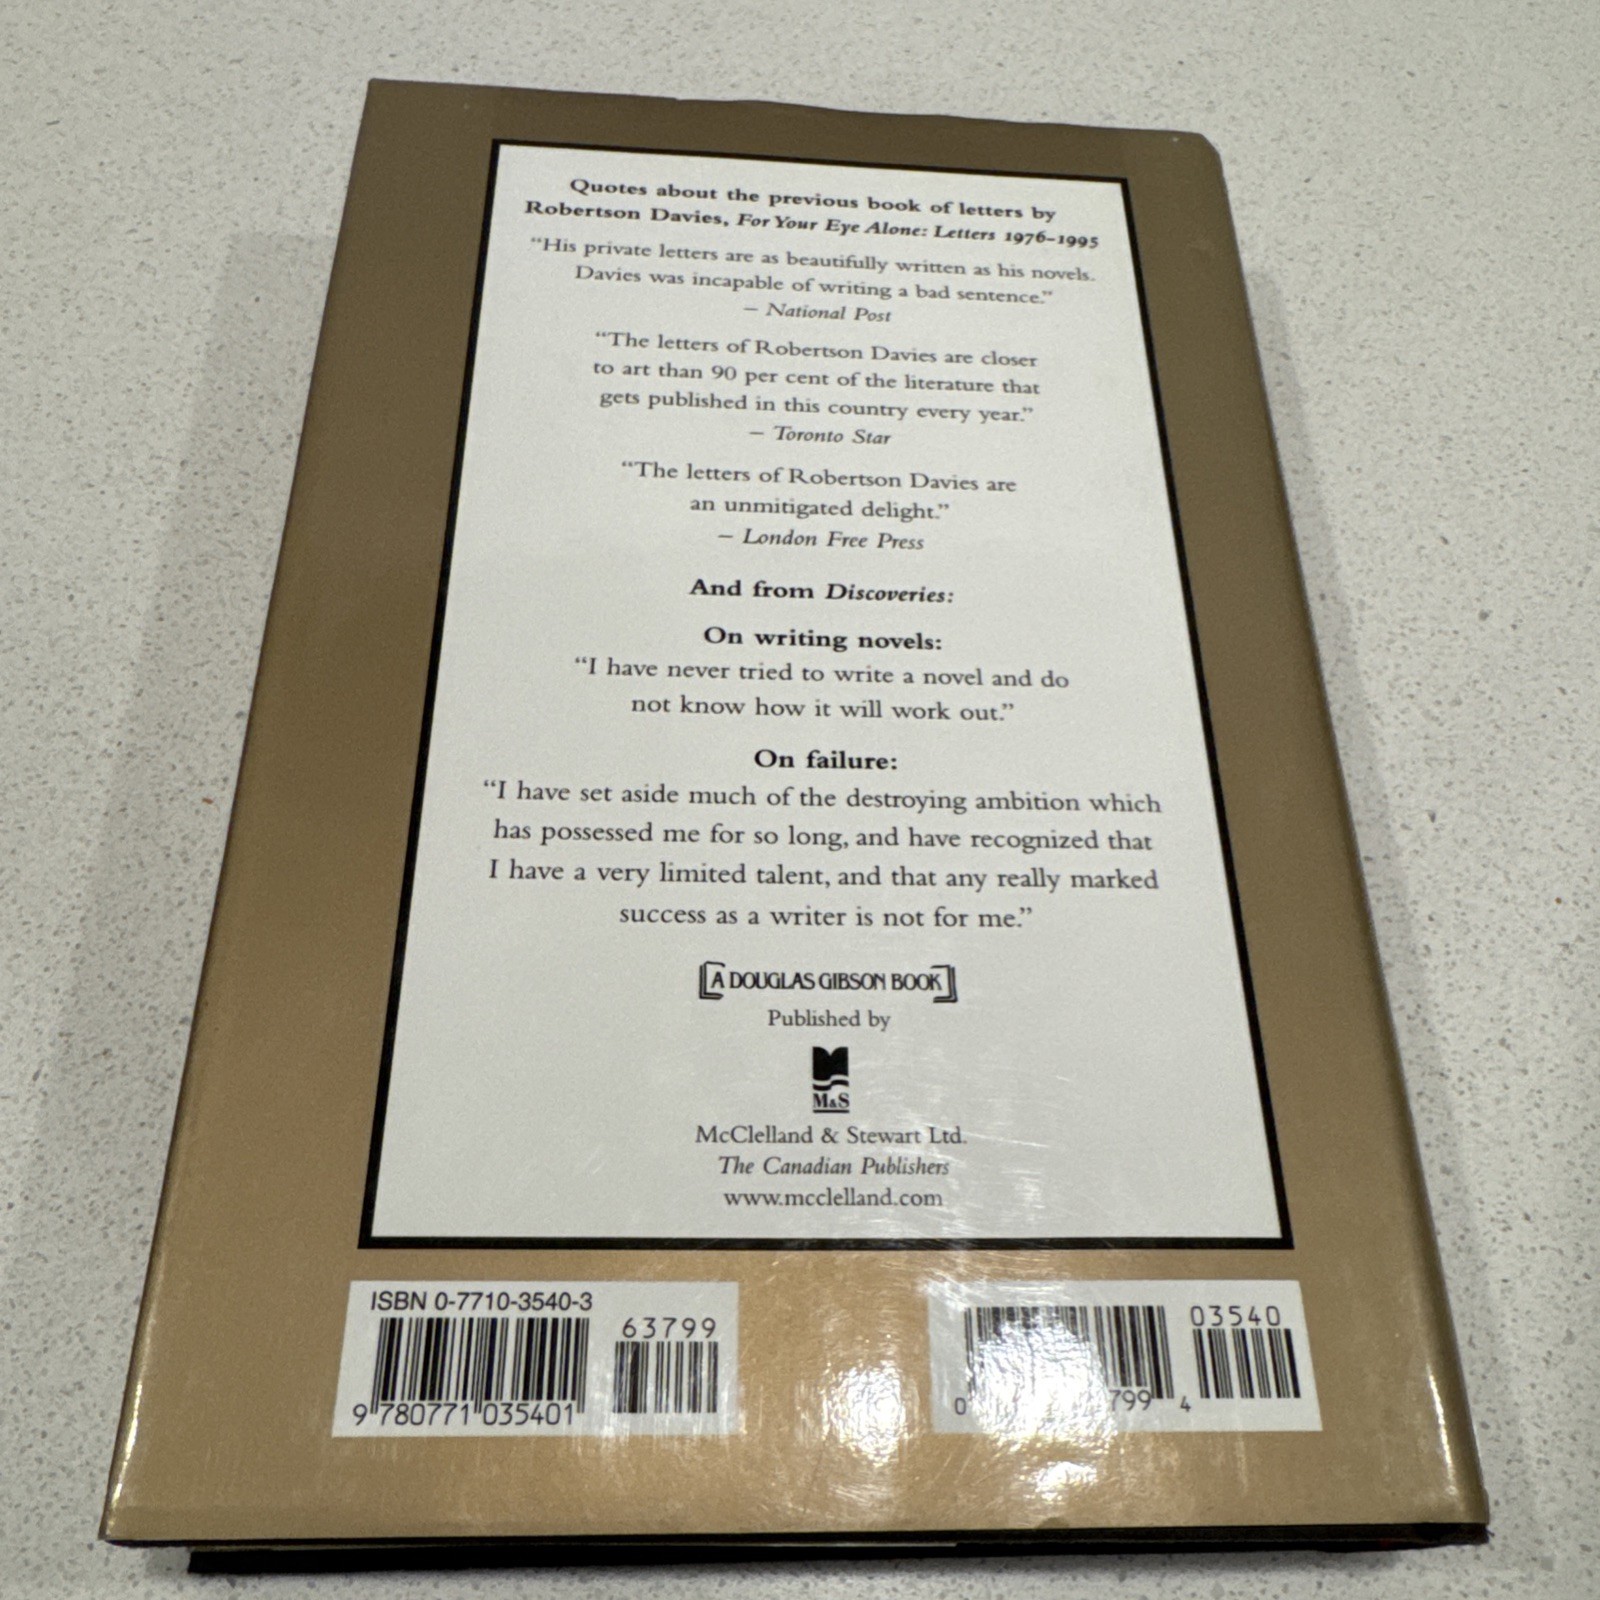 Quotes about the previous book of letters by
Robertson Davies, For Your Eye Alone: Letters 1976–1995
“His private letters are as beautifully written as his novels.
Davies was incapable of writing a bad sentence.”
– National Post
“The letters of Robertson Davies are closer
to art than 90 per cent of the literature that
gets published in this country every year.”
– Toronto Star
“The letters of Robertson Davies are
an unmitigated delight.”
– London Free Press
And from Discoveries:
On writing novels:
“I have never tried to write a novel and do
not know how it will work out.”
On failure:
“I have set aside much of the destroying ambition which
has possessed me for so long, and have recognized that
I have a very limited talent, and that any really marked
success as a writer is not for me.”
A DOUGLAS GIBSON BOOK
Published by
M&S
McClelland & Stewart Ltd.
The Canadian Publishers
www.mcclelland.com
ISBN 0-7710-3540-3
63799
9 780771 035401
03540
0 799 4